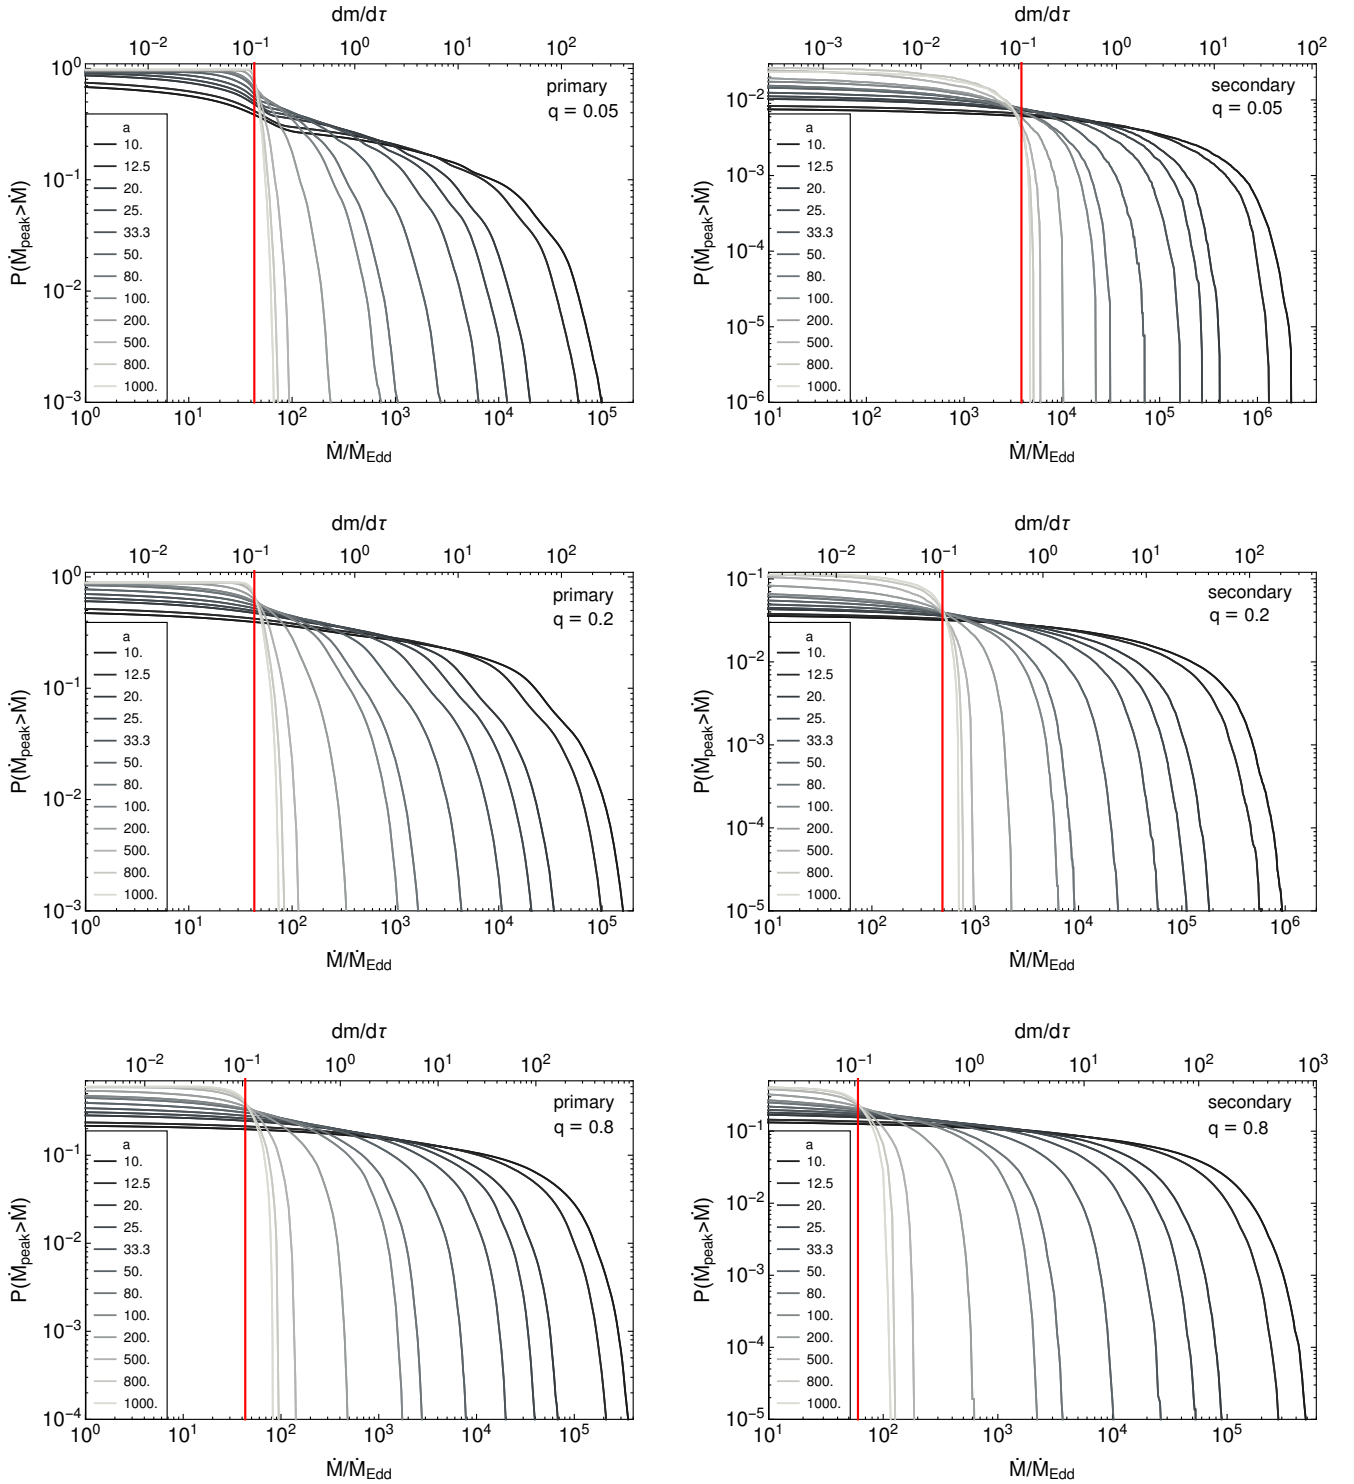 dm/dτ
10⁻² 10⁻¹ 10⁰ 10¹ 10²
primary
q = 0.05
a
10.
12.5
20.
25.
33.3
50.
80.
100.
200.
500.
800.
1000.
P(Ṁpeak>Ṁ)
10⁰
10⁻¹
10⁻²
10⁻³
10⁰ 10¹ 10² 10³ 10⁴ 10⁵
Ṁ/ṀEdd
dm/dτ
10⁻³ 10⁻² 10⁻¹ 10⁰ 10¹ 10²
secondary
q = 0.05
a
10.
12.5
20.
25.
33.3
50.
80.
100.
200.
500.
800.
1000.
P(Ṁpeak>Ṁ)
10⁻²
10⁻³
10⁻⁴
10⁻⁵
10⁻⁶
10¹ 10² 10³ 10⁴ 10⁵ 10⁶
Ṁ/ṀEdd
dm/dτ
10⁻² 10⁻¹ 10⁰ 10¹ 10²
primary
q = 0.2
a
10.
12.5
20.
25.
33.3
50.
80.
100.
200.
500.
800.
1000.
P(Ṁpeak>Ṁ)
10⁰
10⁻¹
10⁻²
10⁻³
10⁰ 10¹ 10² 10³ 10⁴ 10⁵
Ṁ/ṀEdd
dm/dτ
10⁻² 10⁻¹ 10⁰ 10¹ 10²
secondary
q = 0.2
a
10.
12.5
20.
25.
33.3
50.
80.
100.
200.
500.
800.
1000.
P(Ṁpeak>Ṁ)
10⁻¹
10⁻²
10⁻³
10⁻⁴
10⁻⁵
10¹ 10² 10³ 10⁴ 10⁵ 10⁶
Ṁ/ṀEdd
dm/dτ
10⁻² 10⁻¹ 10⁰ 10¹ 10²
primary
q = 0.8
a
10.
12.5
20.
25.
33.3
50.
80.
100.
200.
500.
800.
1000.
P(Ṁpeak>Ṁ)
10⁻¹
10⁻²
10⁻³
10⁻⁴
10⁰ 10¹ 10² 10³ 10⁴ 10⁵
Ṁ/ṀEdd
dm/dτ
10⁻¹ 10⁰ 10¹ 10² 10³
secondary
q = 0.8
a
10.
12.5
20.
25.
33.3
50.
80.
100.
200.
500.
800.
1000.
P(Ṁpeak>Ṁ)
10⁻¹
10⁻²
10⁻³
10⁻⁴
10⁻⁵
10¹ 10² 10³ 10⁴ 10⁵
Ṁ/ṀEdd